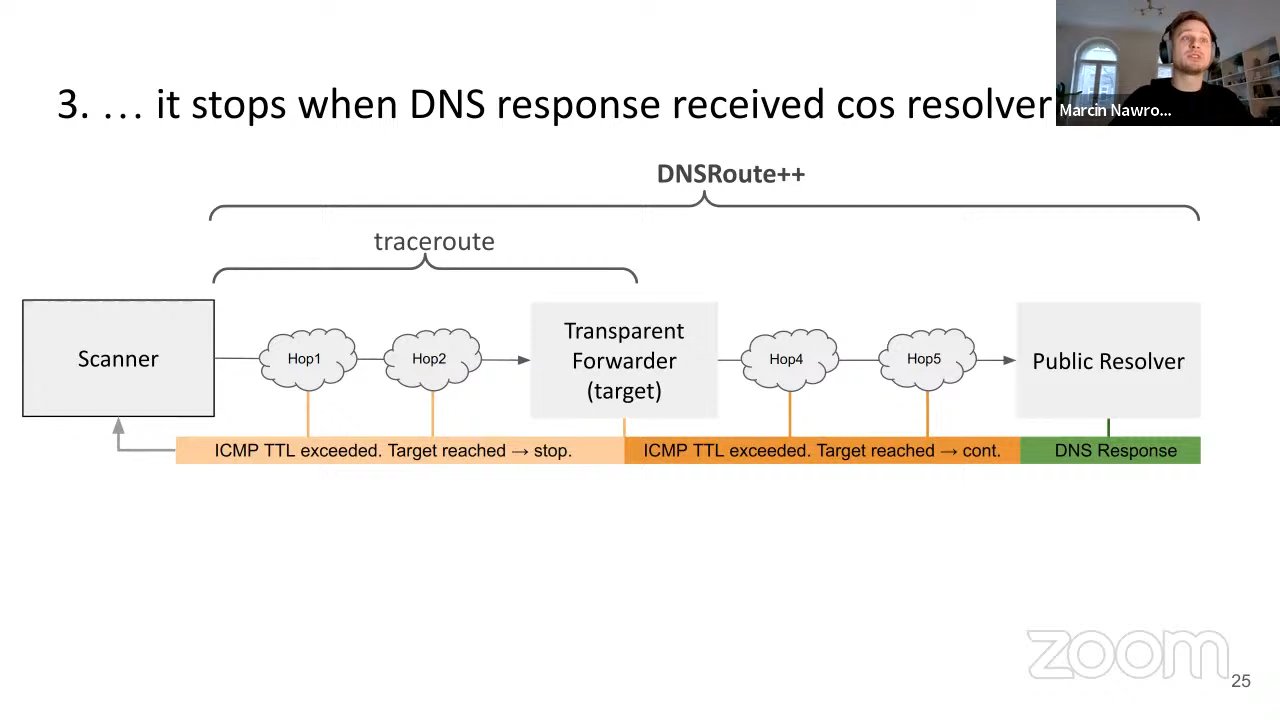 3. … it stops when DNS response received cos resolver
Marcin Nawro...
DNSRoute++
traceroute
Scanner
Hop1
Hop2
Transparent
Forwarder
(target)
Hop4
Hop5
Public Resolver
ICMP TTL exceeded. Target reached → stop.
ICMP TTL exceeded. Target reached → cont.
DNS Response
zoom
25